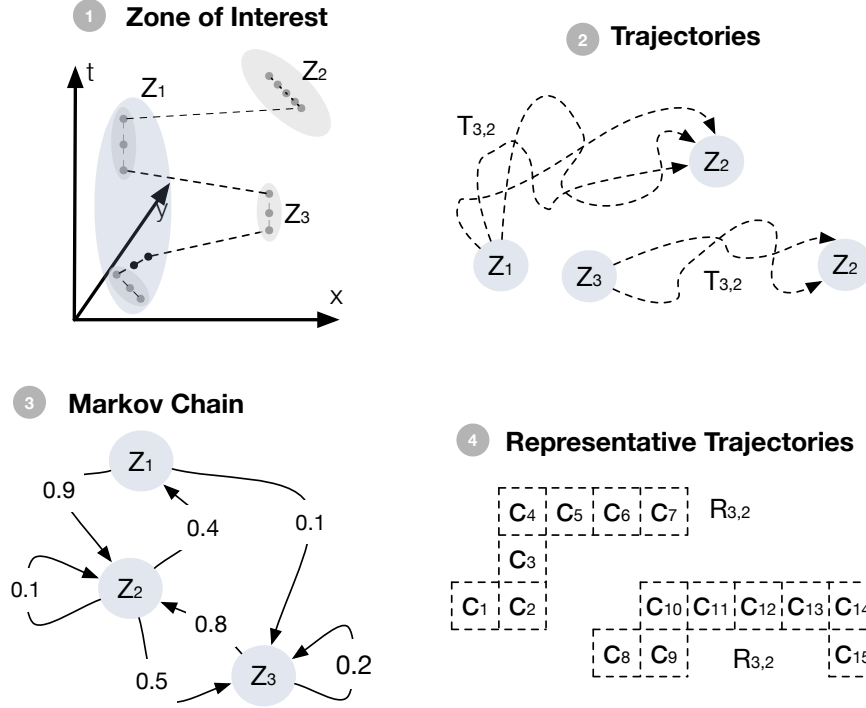 1 Zone of Interest
t
Z1
Z2
y
Z3
x
2 Trajectories
T3,2
Z2
Z1
Z3
T3,2
Z2
3 Markov Chain
Z1
0.9
0.4
0.1
0.1
Z2
0.8
0.5
Z3
0.2
4 Representative Trajectories
C4 C5 C6 C7 R3,2
C3
C1 C2
C10 C11 C12 C13 C14
C8 C9 R3,2 C15